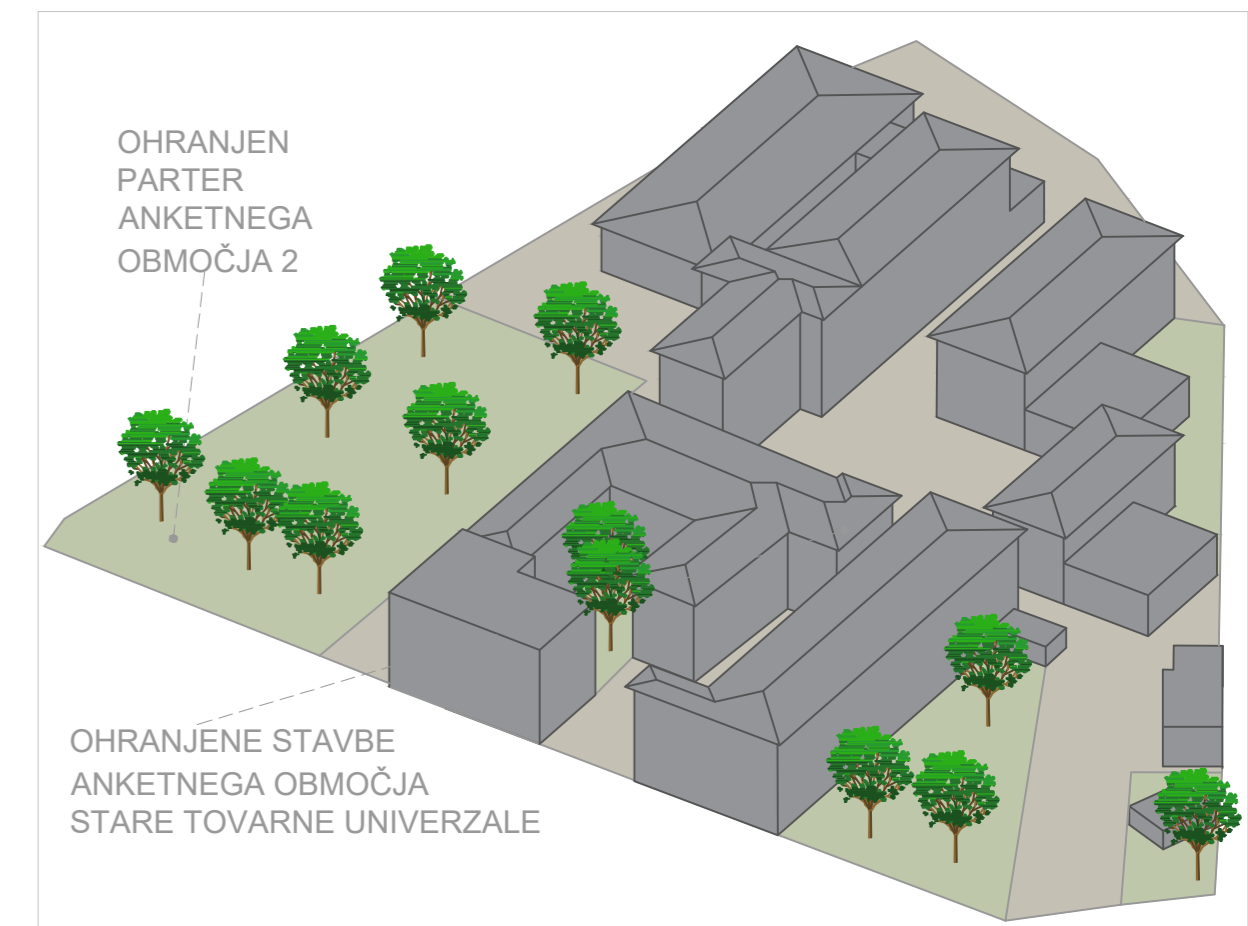 OHRANJEN
PARTER
ANKETNEGA
OBMOČJA 2
OHRANJENE STAVBE
ANKETNEGA OBMOČJA
STARE TOVARNE UNIVERZALE